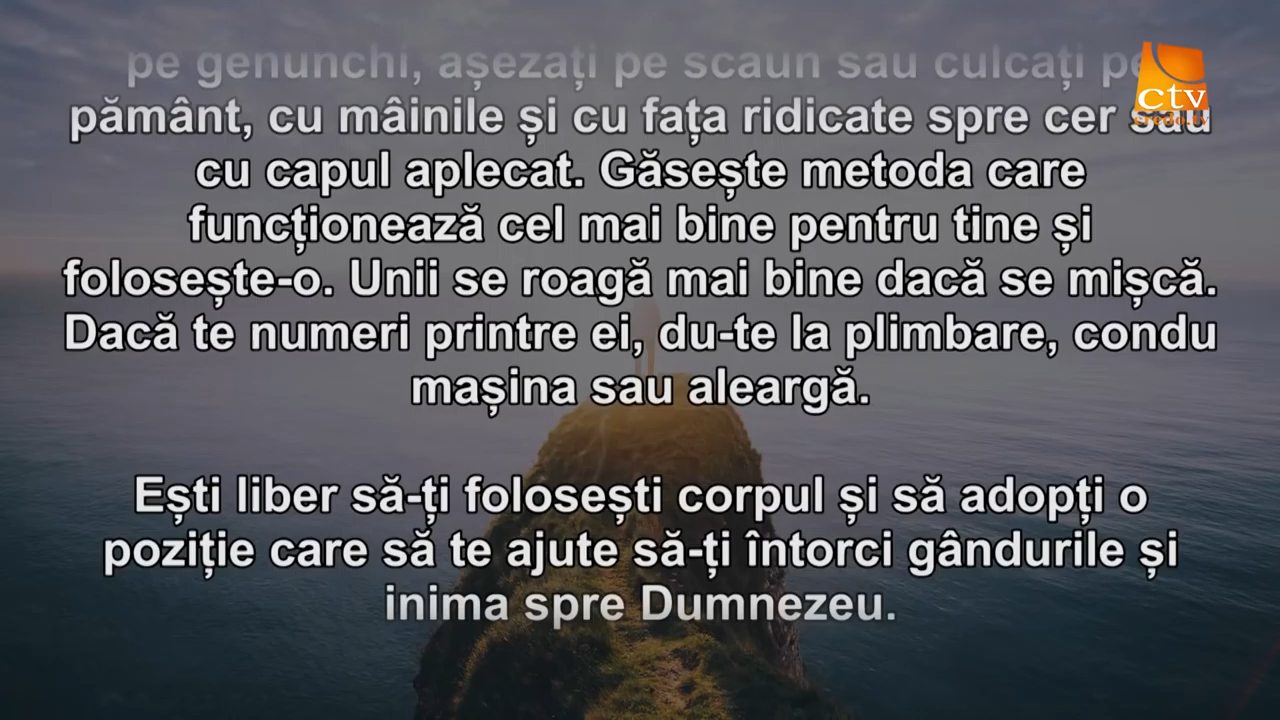 pe genunchi, așezați pe scaun sau culcați pe
pământ, cu mâinile și cu fața ridicate spre cer sau
cu capul aplecat. Găsește metoda care
funcționează cel mai bine pentru tine și
folosește-o. Unii se roagă mai bine dacă se mișcă.
Dacă te numeri printre ei, du-te la plimbare, condu
mașina sau aleargă.
Ești liber să-ți folosești corpul și să adopți o
poziție care să te ajute să-ți întorci gândurile și
inima spre Dumnezeu.
ctv
credo.tv